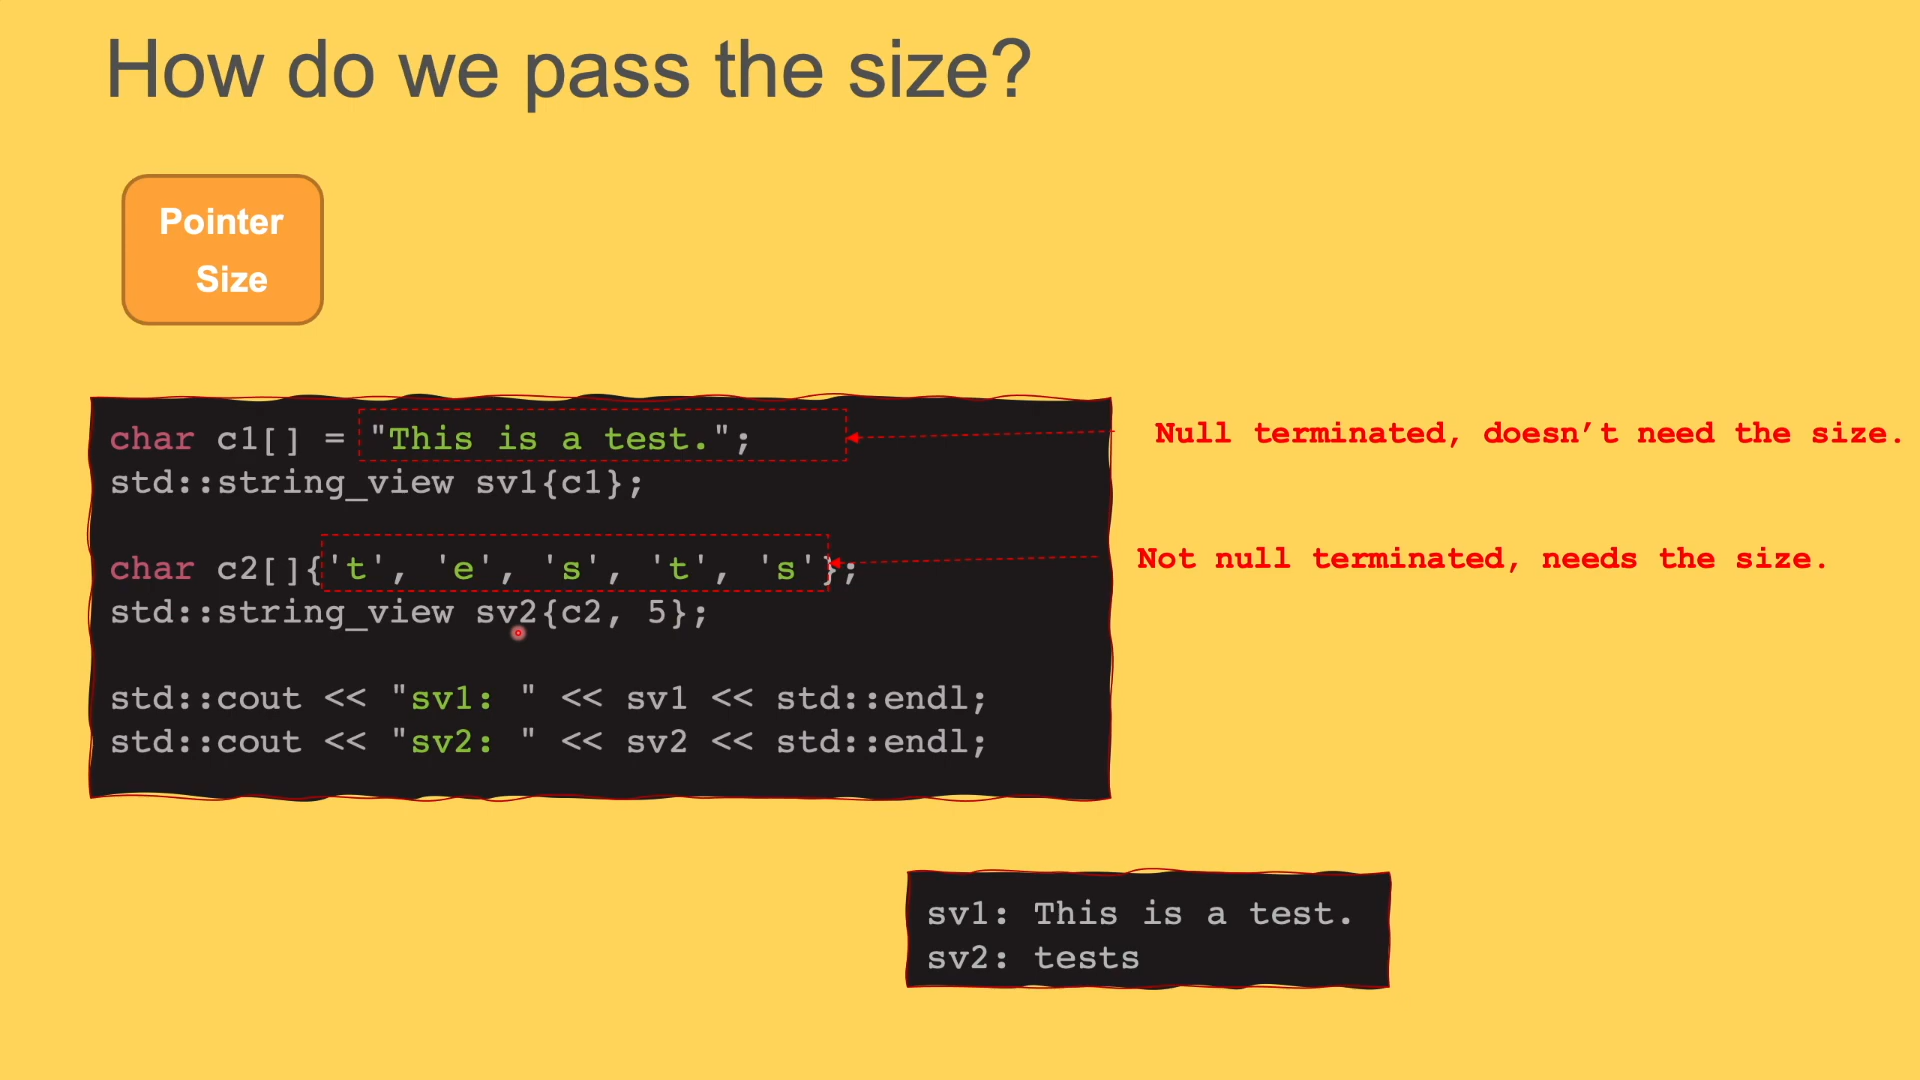 How do we pass the size?
Pointer
Size
char c1[] = "This is a test.";
std::string_view sv1{c1};
char c2[]{'t', 'e', 's', 't', 's'};
std::string_view sv2{c2, 5};
std::cout << "sv1: " << sv1 << std::endl;
std::cout << "sv2: " << sv2 << std::endl;
Null terminated, doesn’t need the size.
Not null terminated, needs the size.
sv1: This is a test.
sv2: tests